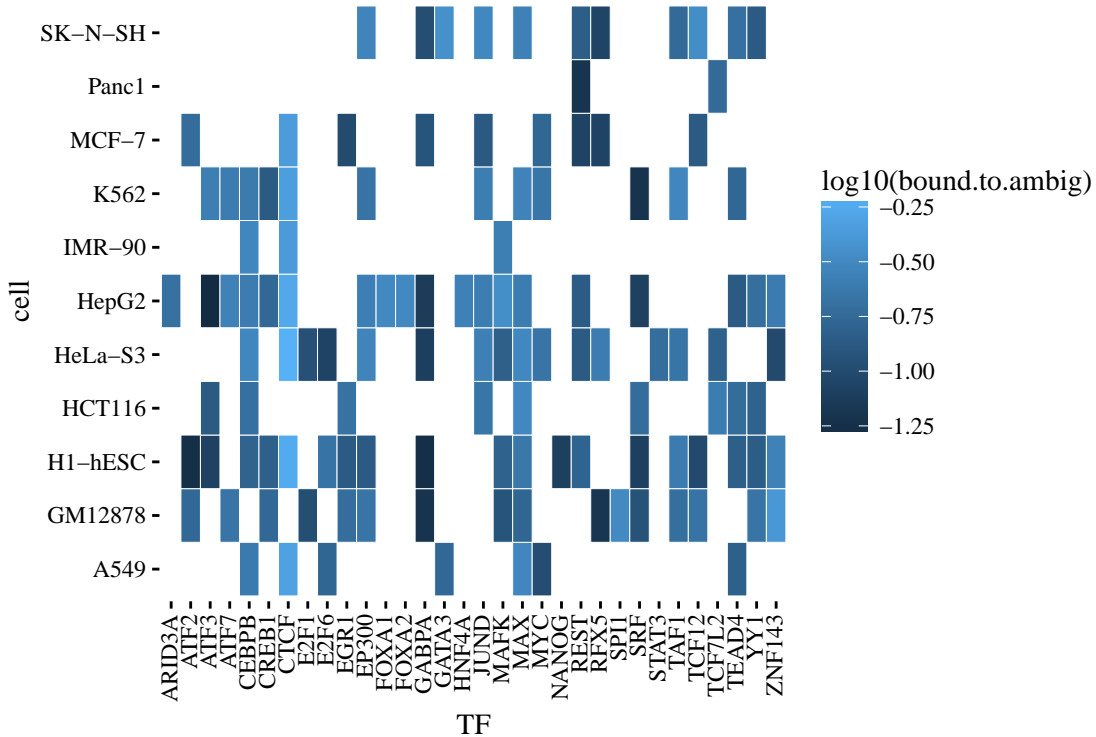 SK−N−SH
Panc1
MCF−7
K562
IMR−90
HepG2
HeLa−S3
HCT116
H1−hESC
GM12878
A549
cell
ARID3A
ATF2
ATF3
ATF7
CEBPB
CREB1
CTCF
E2F1
E2F6
EGR1
EP300
FOXA1
FOXA2
GABPA
GATA3
HNF4A
JUND
MAFK
MAX
MYC
NANOG
REST
RFX5
SPI1
SRF
STAT3
TAF1
TCF12
TCF7L2
TEAD4
YY1
ZNF143
TF
log10(bound.to.ambig)
−0.25
−0.50
−0.75
−1.00
−1.25